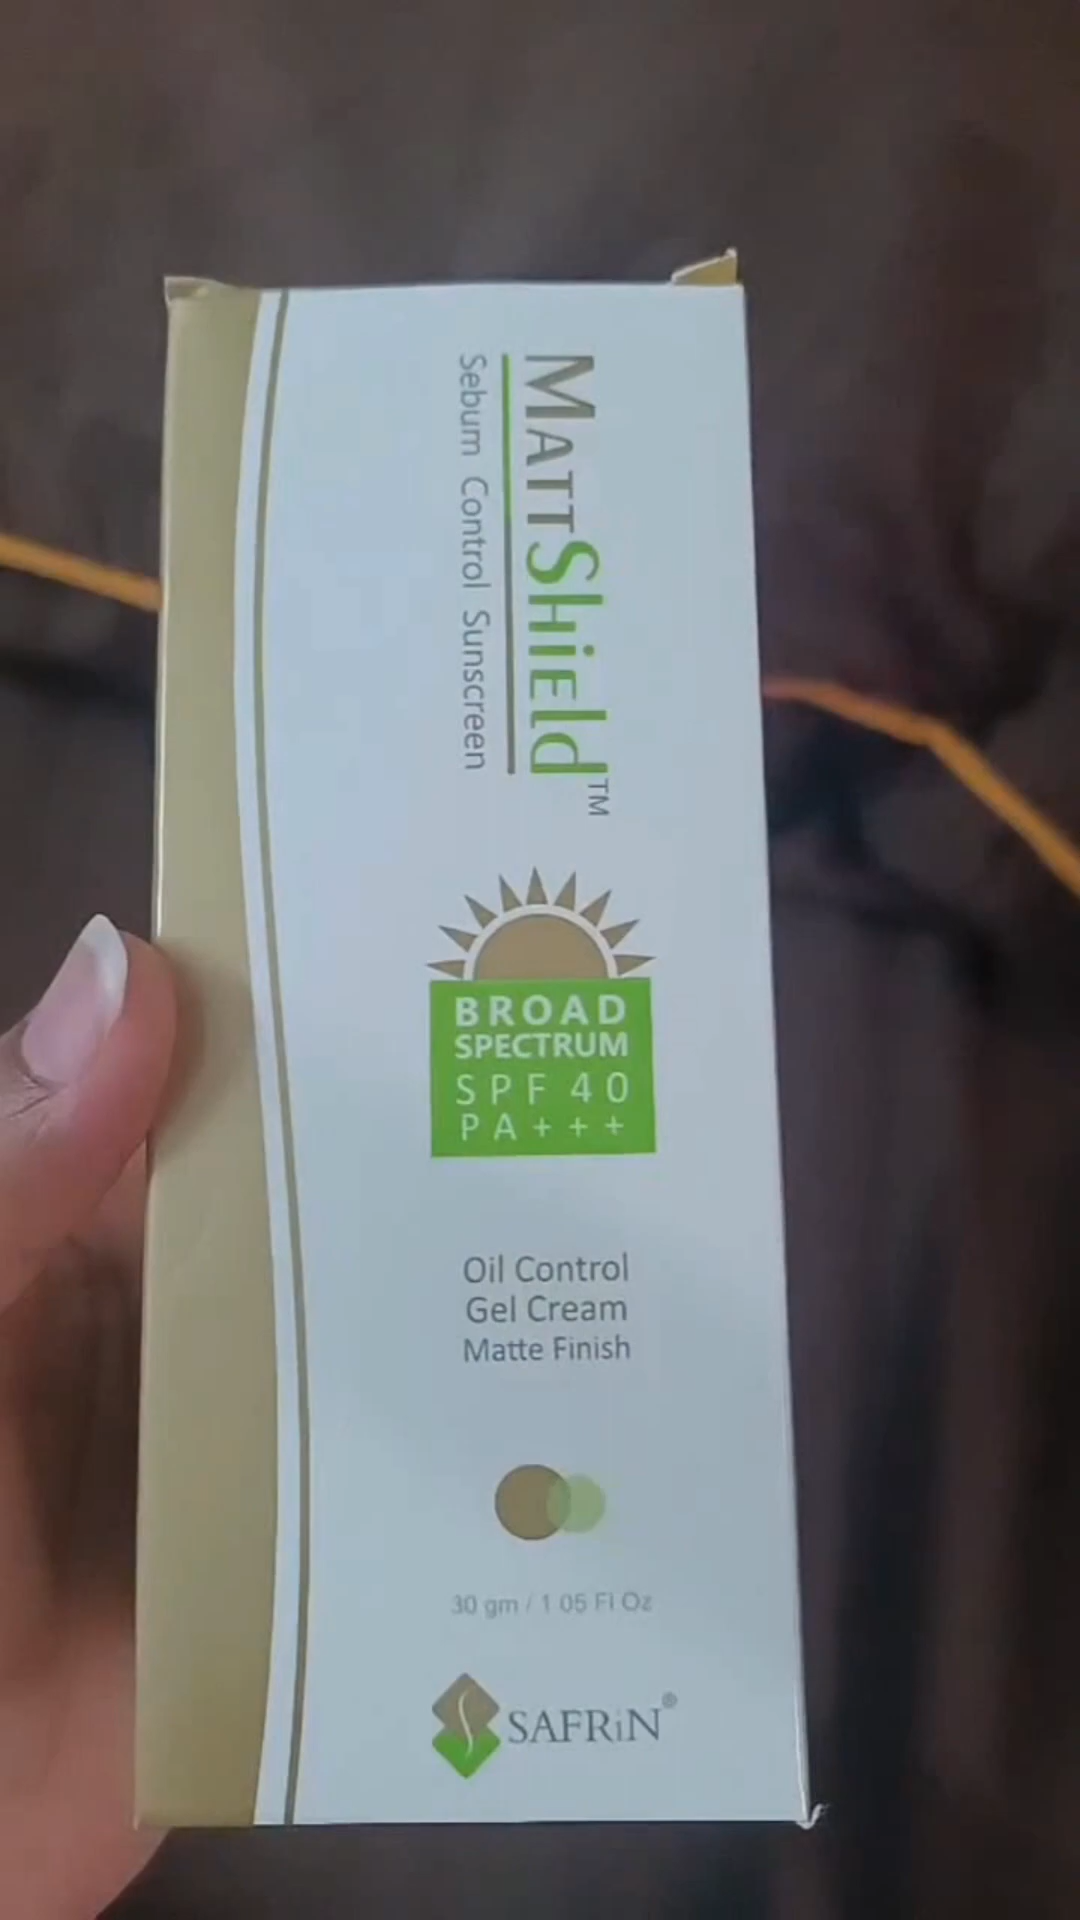 MATTSHiEld™
Sebum Control Sunscreen
BROAD
SPECTRUM
SPF 40
PA+++
Oil Control
Gel Cream
Matte Finish
30 gm / 1 05 Fl Oz
SAFRiN®